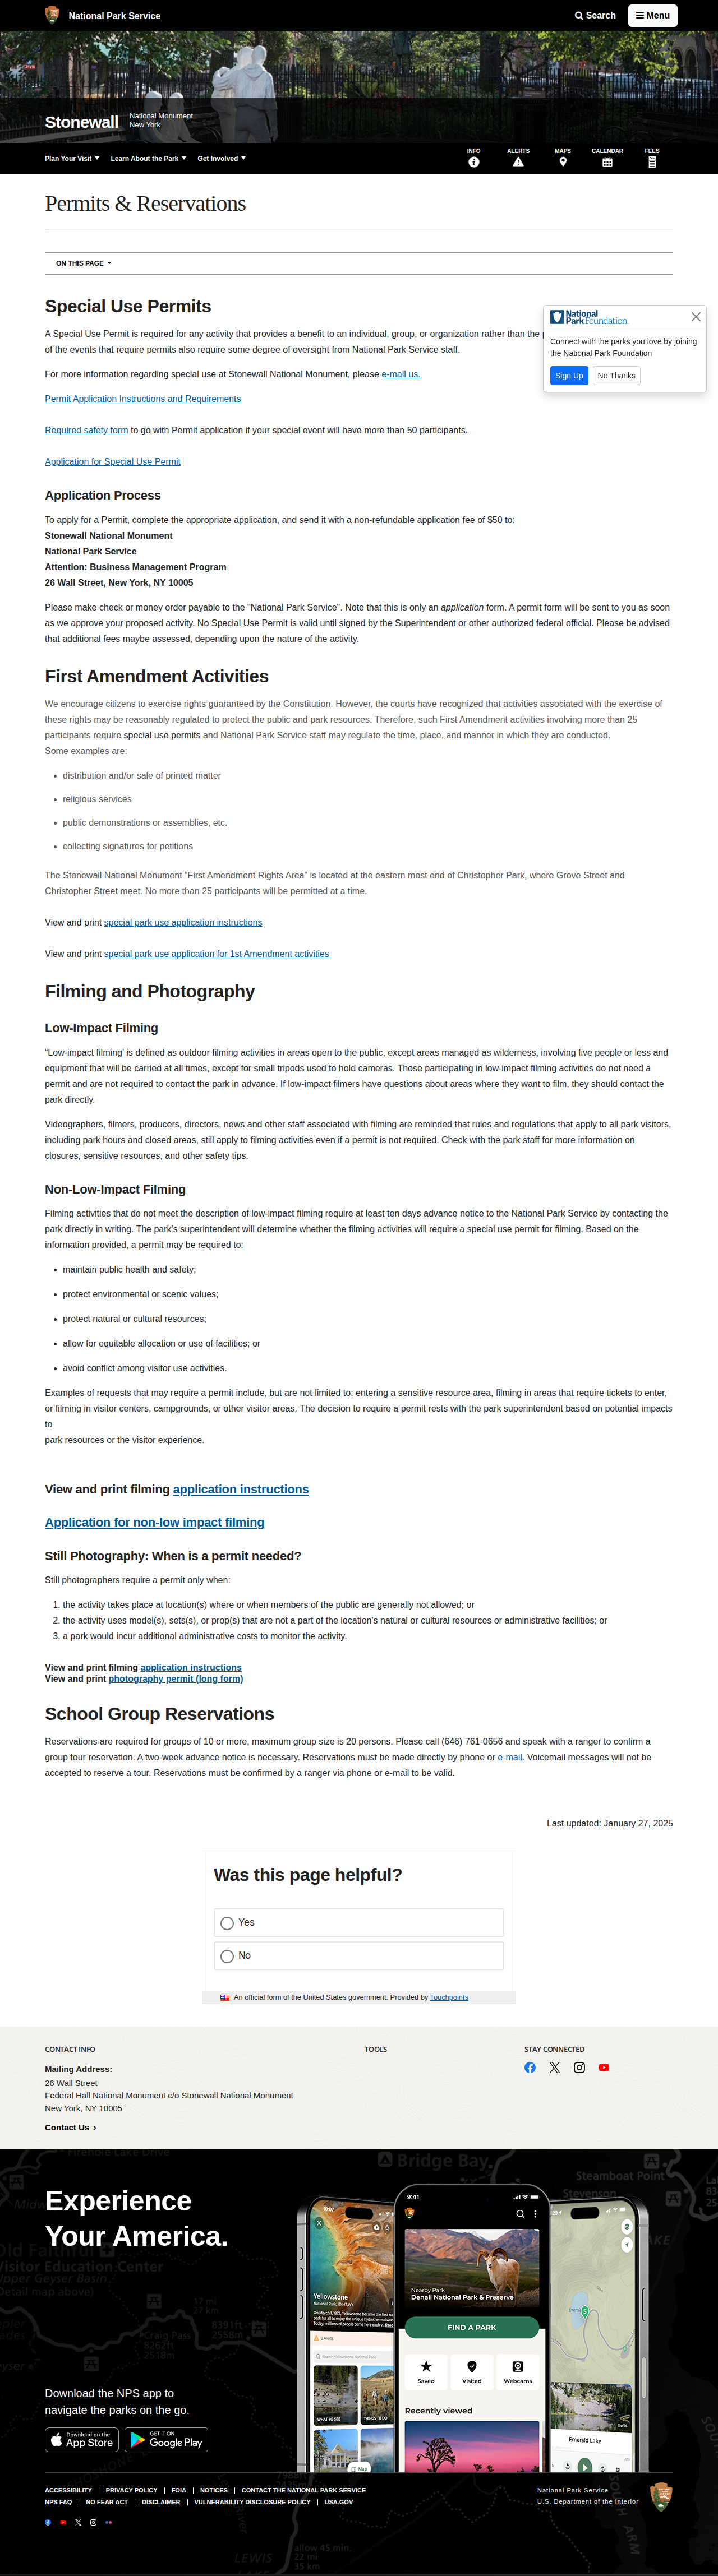 National Park Service
Search
Menu
Stonewall
National Monument
New York
Plan Your Visit
Learn About the Park
Get Involved
INFO
ALERTS
MAPS
CALENDAR
FEES
Permits & Reservations
ON THIS PAGE
Special Use Permits
A Special Use Permit is required for any activity that provides a benefit to an individual, group, or organization rather than the
of the events that require permits also require some degree of oversight from National Park Service staff.
National
Park Foundation
Connect with the parks you love by joining
the National Park Foundation
Sign Up
No Thanks
For more information regarding special use at Stonewall National Monument, please e-mail us.
Permit Application Instructions and Requirements
Required safety form to go with Permit application if your special event will have more than 50 participants.
Application for Special Use Permit
Application Process
To apply for a Permit, complete the appropriate application, and send it with a non-refundable application fee of $50 to:
Stonewall National Monument
National Park Service
Attention: Business Management Program
26 Wall Street, New York, NY 10005
Please make check or money order payable to the "National Park Service". Note that this is only an application form. A permit form will be sent to you as soon
as we approve your proposed activity. No Special Use Permit is valid until signed by the Superintendent or other authorized federal official. Please be advised
that additional fees maybe assessed, depending upon the nature of the activity.
First Amendment Activities
We encourage citizens to exercise rights guaranteed by the Constitution. However, the courts have recognized that activities associated with the exercise of
these rights may be reasonably regulated to protect the public and park resources. Therefore, such First Amendment activities involving more than 25
participants require special use permits and National Park Service staff may regulate the time, place, and manner in which they are conducted.
Some examples are:
• distribution and/or sale of printed matter
• religious services
• public demonstrations or assemblies, etc.
• collecting signatures for petitions
The Stonewall National Monument “First Amendment Rights Area" is located at the eastern most end of Christopher Park, where Grove Street and
Christopher Street meet. No more than 25 participants will be permitted at a time.
View and print special park use application instructions
View and print special park use application for 1st Amendment activities
Filming and Photography
Low-Impact Filming
“Low-impact filming’ is defined as outdoor filming activities in areas open to the public, except areas managed as wilderness, involving five people or less and
equipment that will be carried at all times, except for small tripods used to hold cameras. Those participating in low-impact filming activities do not need a
permit and are not required to contact the park in advance. If low-impact filmers have questions about areas where they want to film, they should contact the
park directly.
Videographers, filmers, producers, directors, news and other staff associated with filming are reminded that rules and regulations that apply to all park visitors,
including park hours and closed areas, still apply to filming activities even if a permit is not required. Check with the park staff for more information on
closures, sensitive resources, and other safety tips.
Non-Low-Impact Filming
Filming activities that do not meet the description of low-impact filming require at least ten days advance notice to the National Park Service by contacting the
park directly in writing. The park’s superintendent will determine whether the filming activities will require a special use permit for filming. Based on the
information provided, a permit may be required to:
• maintain public health and safety;
• protect environmental or scenic values;
• protect natural or cultural resources;
• allow for equitable allocation or use of facilities; or
• avoid conflict among visitor use activities.
Examples of requests that may require a permit include, but are not limited to: entering a sensitive resource area, filming in areas that require tickets to enter,
or filming in visitor centers, campgrounds, or other visitor areas. The decision to require a permit rests with the park superintendent based on potential impacts
to
park resources or the visitor experience.
View and print filming application instructions
Application for non-low impact filming
Still Photography: When is a permit needed?
Still photographers require a permit only when:
1. the activity takes place at location(s) where or when members of the public are generally not allowed; or
2. the activity uses model(s), sets(s), or prop(s) that are not a part of the location's natural or cultural resources or administrative facilities; or
3. a park would incur additional administrative costs to monitor the activity.
View and print filming application instructions
View and print photography permit (long form)
School Group Reservations
Reservations are required for groups of 10 or more, maximum group size is 20 persons. Please call (646) 761-0656 and speak with a ranger to confirm a
group tour reservation. A two-week advance notice is necessary. Reservations must be made directly by phone or e-mail. Voicemail messages will not be
accepted to reserve a tour. Reservations must be confirmed by a ranger via phone or e-mail to be valid.
Last updated: January 27, 2025
Was this page helpful?
Yes
No
An official form of the United States government. Provided by Touchpoints
CONTACT INFO
Mailing Address:
26 Wall Street
Federal Hall National Monument c/o Stonewall National Monument
New York, NY 10005
Contact Us
TOOLS
STAY CONNECTED
Experience
Your America.
Download the NPS app to
navigate the parks on the go.
Download on the
App Store
GET IT ON
Google Play
Bridge Bay
Steamboat Point
Stevenson
Craig Pass
8262ft
2518m
8391ft
2558m
17 mi
27 km
10:07
Yellowstone
WHAT TO SEE
THINGS TO DO
Map
9:41
Nearby Park
Denali National Park & Preserve
FIND A PARK
Saved
Visited
Webcams
Recently viewed
Emerald Lake
ACCESSIBILITY
PRIVACY POLICY
FOIA
NOTICES
CONTACT THE NATIONAL PARK SERVICE
NPS FAQ
NO FEAR ACT
DISCLAIMER
VULNERABILITY DISCLOSURE POLICY
USA.GOV
National Park Service
U.S. Department of the Interior
allow 45 min.
22 mi
35 km
LEWIS